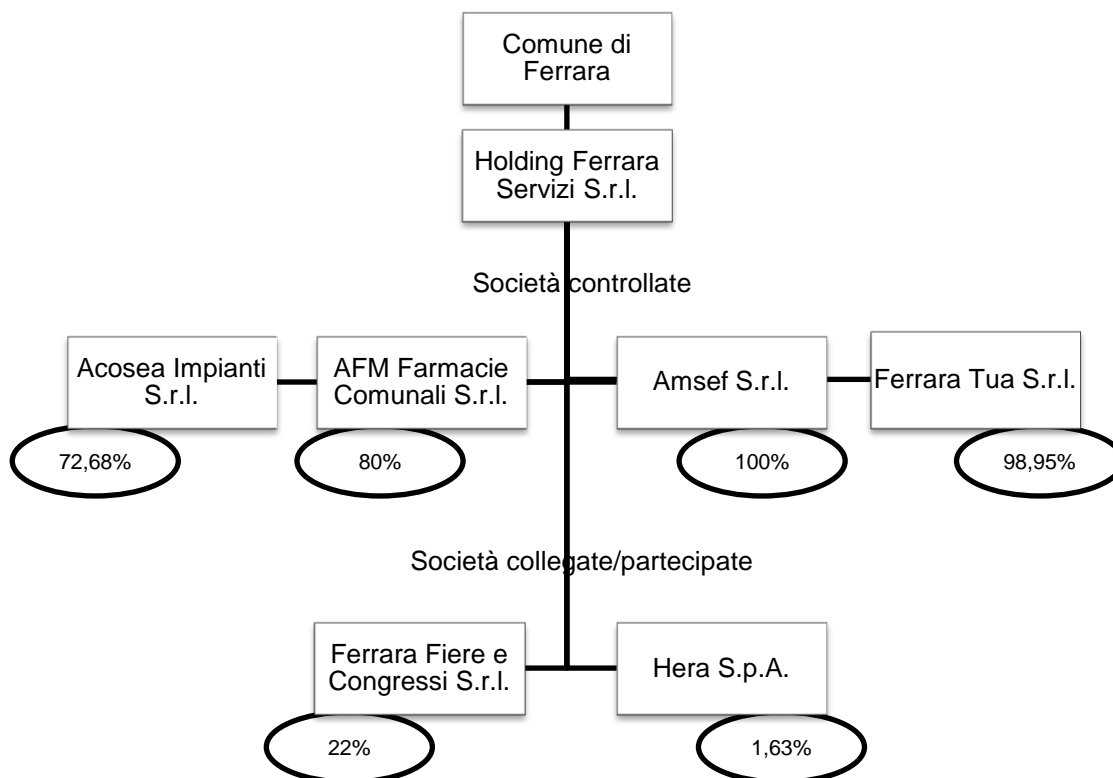 Comune di
Ferrara
Holding Ferrara
Servizi S.r.l.
Società controllate
Acosea Impianti
S.r.l.
AFM Farmacie
Comunali S.r.l.
Amsef S.r.l.
Ferrara Tua S.r.l.
72,68%
80%
100%
98,95%
Società collegate/partecipate
Ferrara Fiere e
Congressi S.r.l.
Hera S.p.A.
22%
1,63%